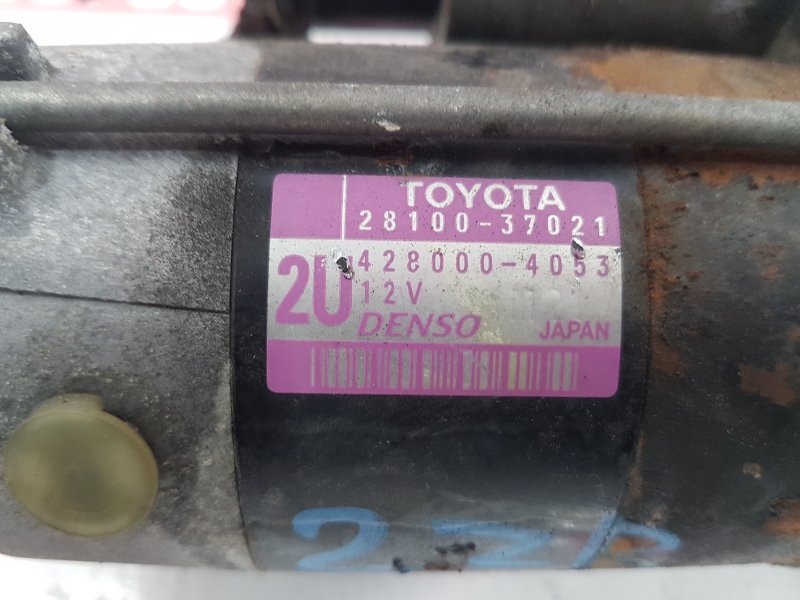 TOYOTA
28100-37021
2U
428000-4053
12V
DENSO JAPAN